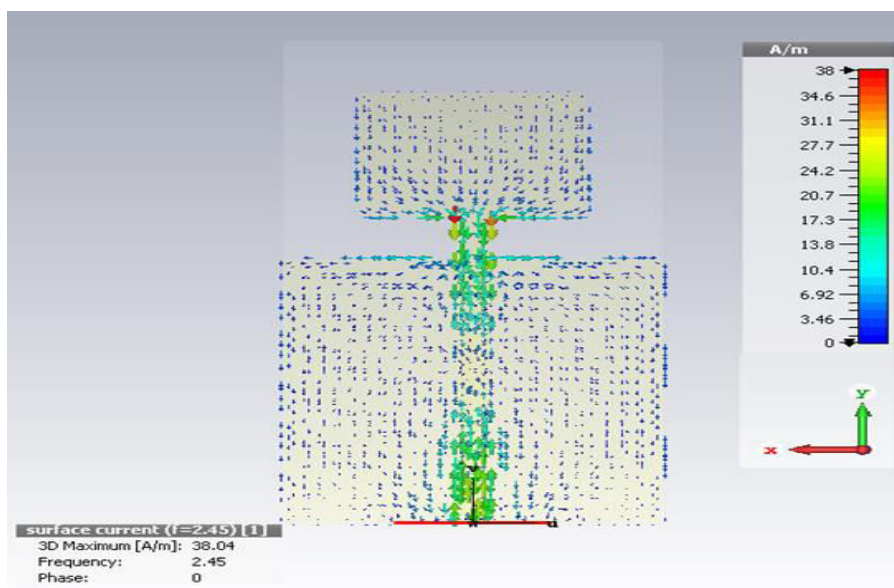 A/m
38
34.6
31.1
27.7
24.2
20.7
17.3
13.8
10.4
6.92
3.46
0
y
x
surface current (f=2.45) [1]
3D Maximum [A/m]: 38.04
Frequency: 2.45
Phase: 0